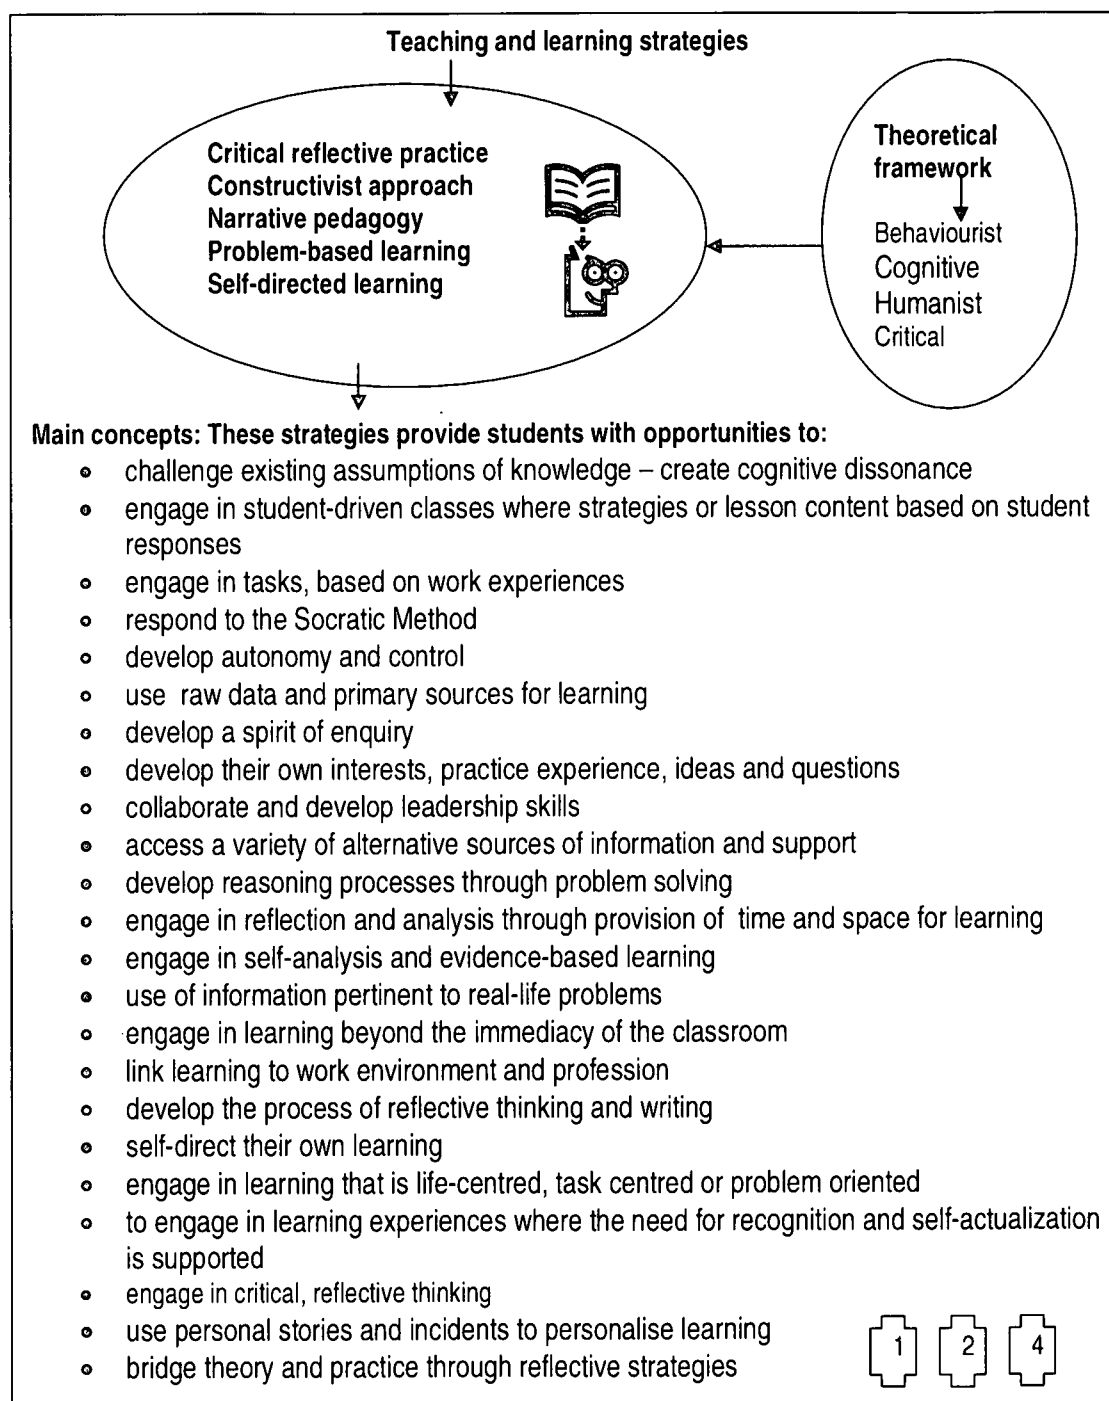 Teaching and learning strategies
Critical reflective practice
Constructivist approach
Narrative pedagogy
Problem-based learning
Self-directed learning
Theoretical
framework
Behaviourist
Cognitive
Humanist
Critical
Main concepts: These strategies provide students with opportunities to:
challenge existing assumptions of knowledge – create cognitive dissonance
engage in student-driven classes where strategies or lesson content based on student
responses
engage in tasks, based on work experiences
respond to the Socratic Method
develop autonomy and control
use raw data and primary sources for learning
develop a spirit of enquiry
develop their own interests, practice experience, ideas and questions
collaborate and develop leadership skills
access a variety of alternative sources of information and support
develop reasoning processes through problem solving
engage in reflection and analysis through provision of time and space for learning
engage in self-analysis and evidence-based learning
use of information pertinent to real-life problems
engage in learning beyond the immediacy of the classroom
link learning to work environment and profession
develop the process of reflective thinking and writing
self-direct their own learning
engage in learning that is life-centred, task centred or problem oriented
to engage in learning experiences where the need for recognition and self-actualization
is supported
engage in critical, reflective thinking
use personal stories and incidents to personalise learning
bridge theory and practice through reflective strategies
1 2 4